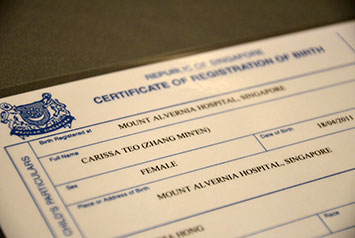 REPUBLIC OF SINGAPORE
CERTIFICATE OF REGISTRATION OF BIRTH
Birth Registered at
MOUNT ALVERNIA HOSPITAL, SINGAPORE
CHILD'S PARTICULARS
Full Name
CARISSA TEO (ZHANG MIN'EN)
Date of Birth
18/04/2011
Sex
FEMALE
Place or Address of Birth
MOUNT ALVERNIA HOSPITAL, SINGAPORE
HONG